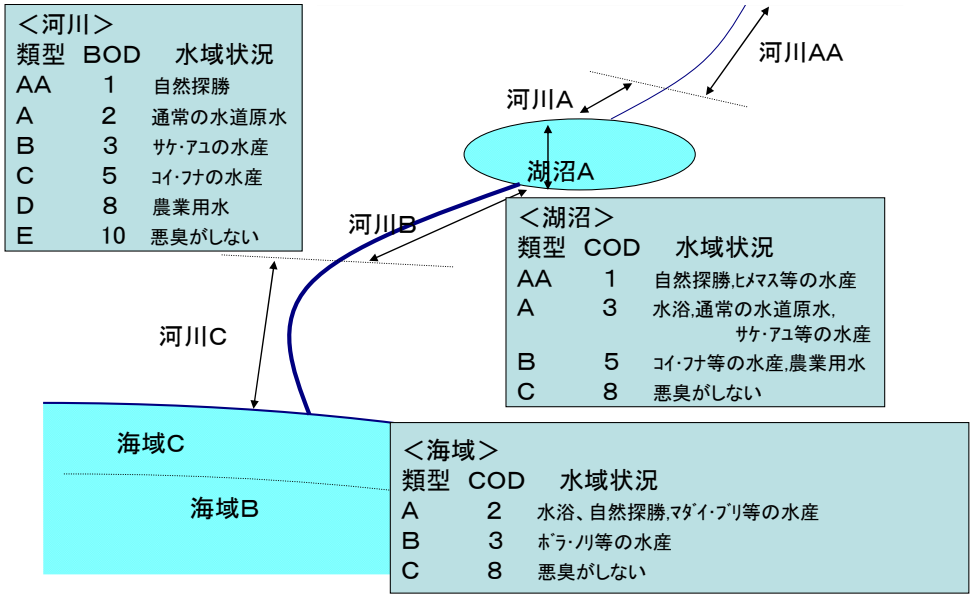 ＜河川＞
類型 BOD 水域状況
AA 1 自然探勝
A 2 通常の水道原水
B 3 ｻｹ･ｱﾕの水産
C 5 ｺｲ･ﾌﾅの水産
D 8 農業用水
E 10 悪臭がしない
河川AA
河川A
湖沼A
河川B
河川C
＜湖沼＞
類型 COD 水域状況
AA 1 自然探勝,ﾋﾒﾏｽ等の水産
A 3 水浴,通常の水道原水,
ｻｹ･ｱﾕ等の水産
B 5 ｺｲ･ﾌﾅ等の水産,農業用水
C 8 悪臭がしない
海域C
海域B
＜海域＞
類型 COD 水域状況
A 2 水浴、自然探勝,ﾏﾀﾞｲ･ﾌﾞﾘ等の水産
B 3 ﾎﾞﾗ･ﾉﾘ等の水産
C 8 悪臭がしない